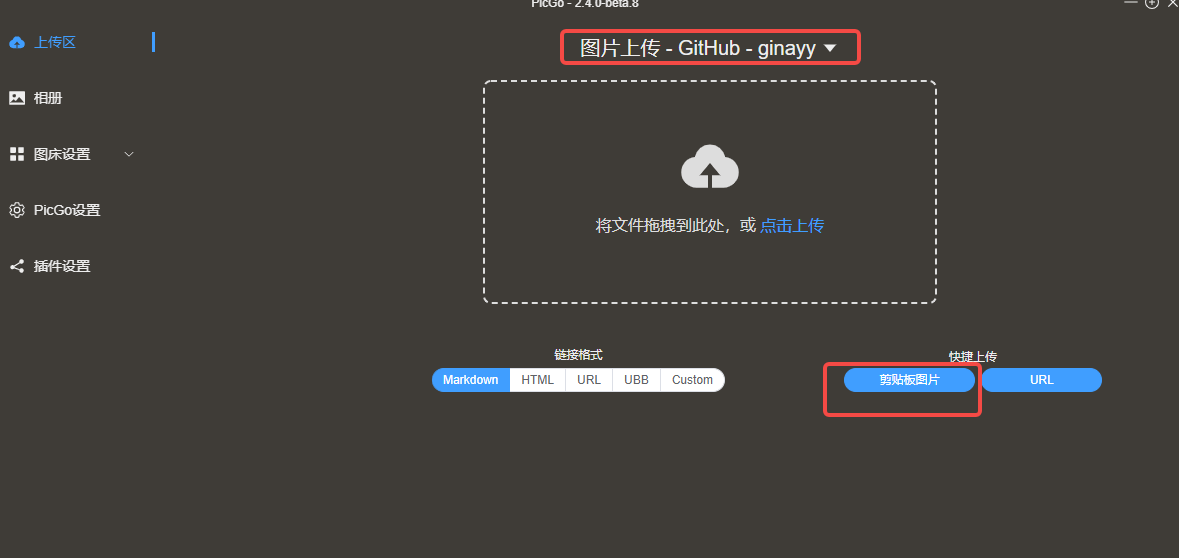 PicGo - 2.4.0-beta.8
上传区
相册
图床设置
PicGo设置
插件设置
图片上传 - GitHub - ginayy
将文件拖拽到此处，或 点击上传
链接格式
Markdown HTML URL UBB Custom
快捷上传
剪贴板图片 URL